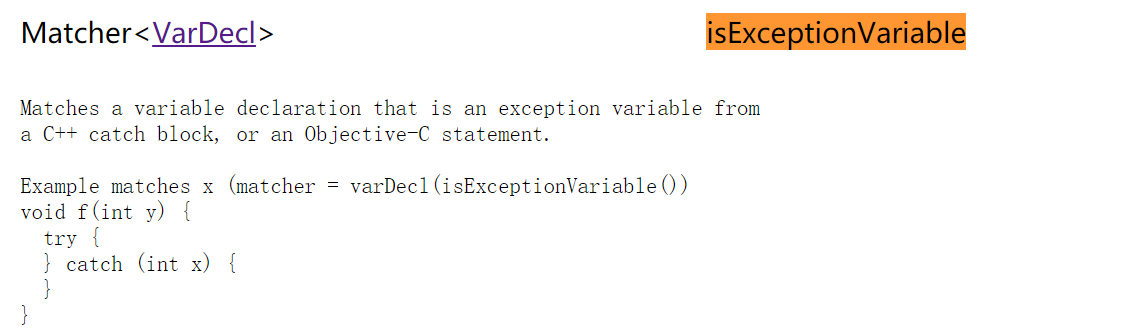 Matcher<VarDecl> isExceptionVariable
Matches a variable declaration that is an exception variable from
a C++ catch block, or an Objective-C statement.
Example matches x (matcher = varDecl(isExceptionVariable())
void f(int y) {
  try {
  } catch (int x) {
  }
}